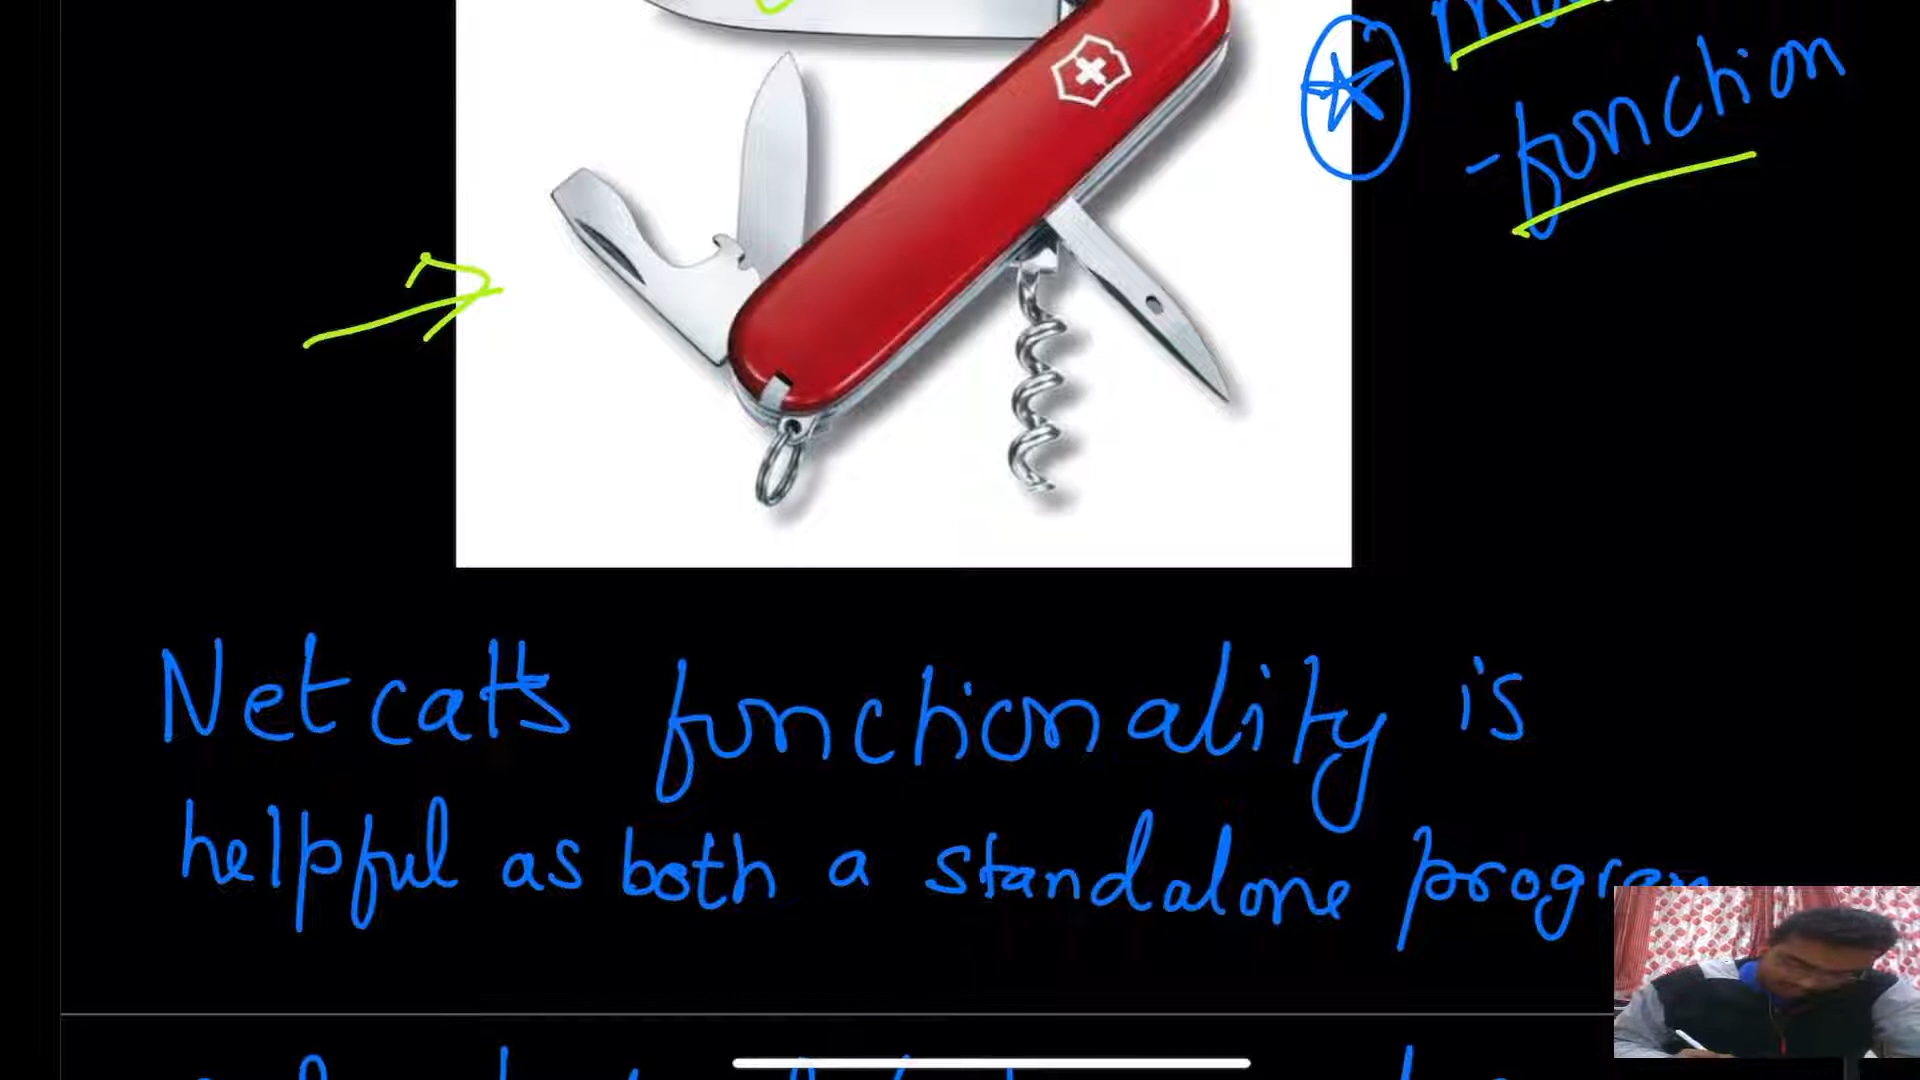 -function
Netcat's functionality is
helpful as both a standalone program